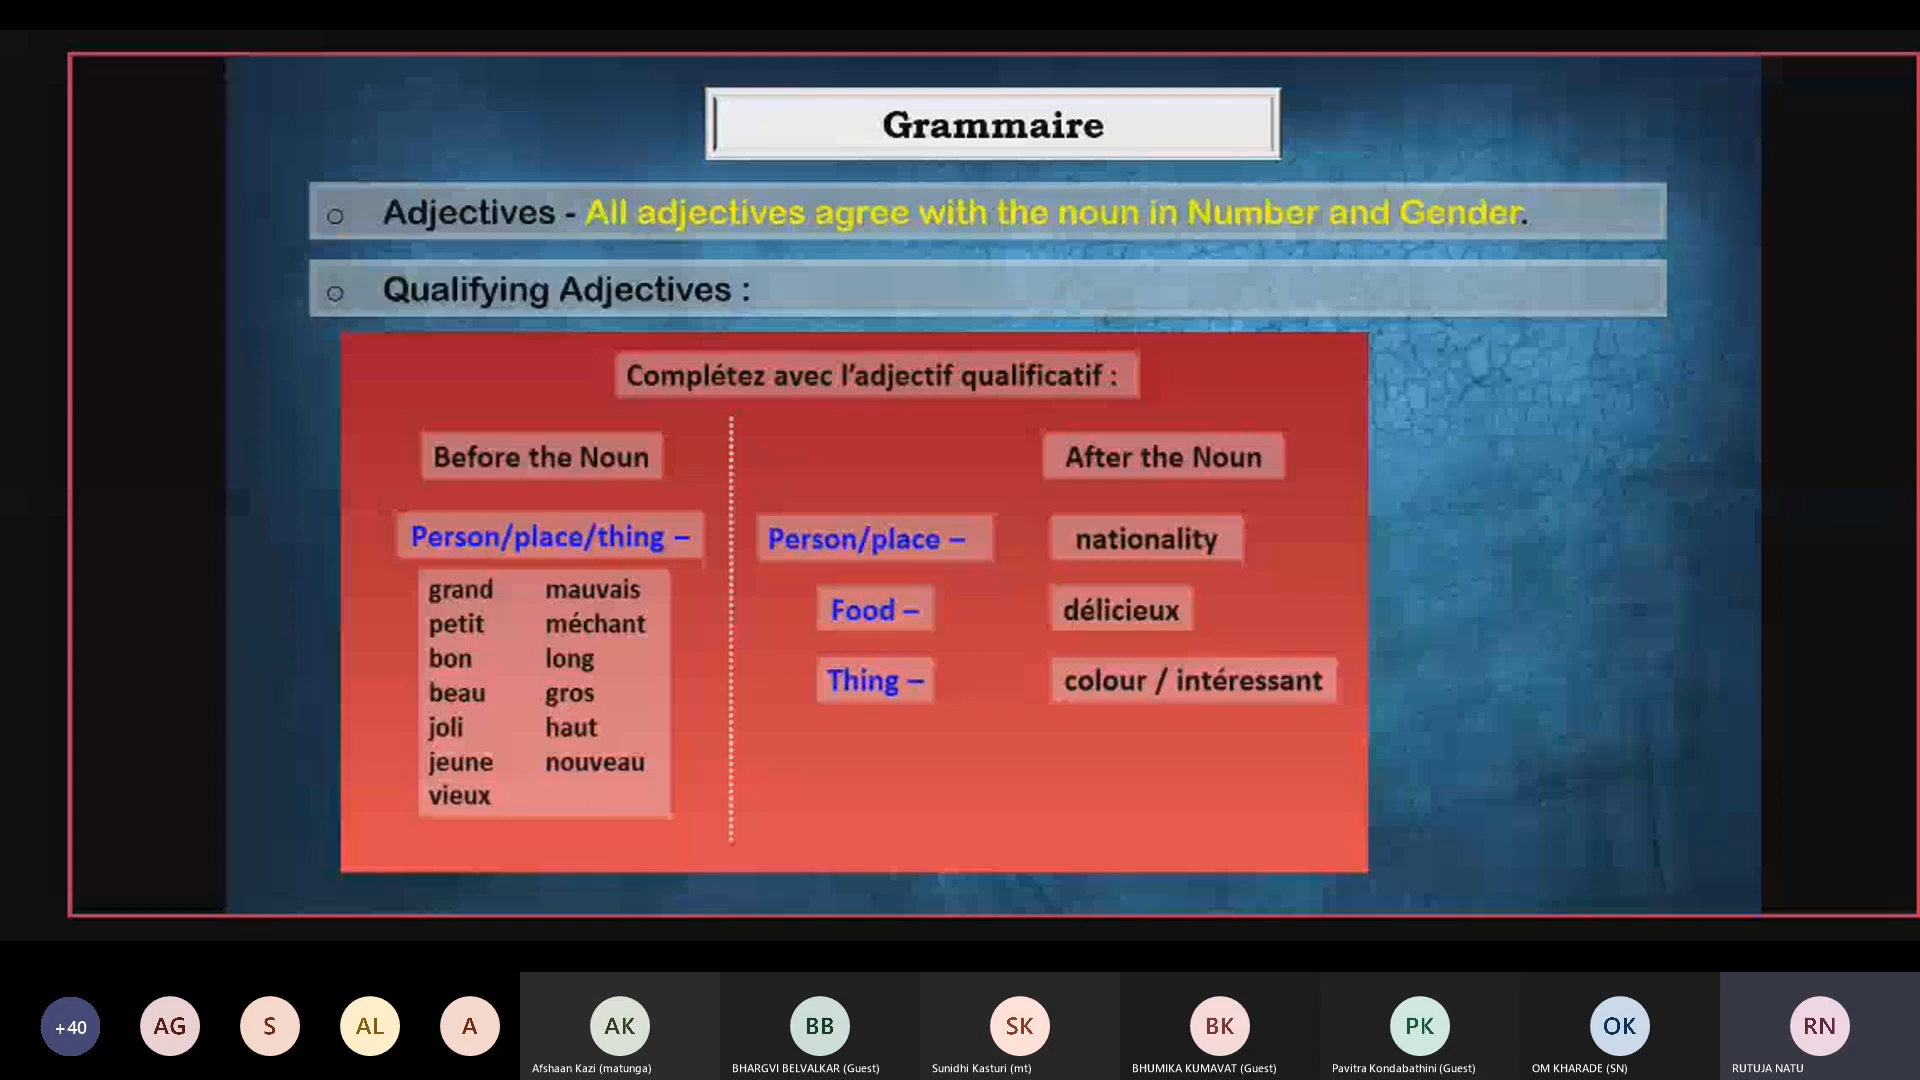 Grammaire
o Adjectives - All adjectives agree with the noun in Number and Gender.
o Qualifying Adjectives :
Complétez avec l'adjectif qualificatif :
Before the Noun
After the Noun
Person/place/thing –
grand mauvais
petit méchant
bon long
beau gros
joli haut
jeune nouveau
vieux
Person/place – nationality
Food – délicieux
Thing – colour / intéressant
+40
AG
S
AL
A
AK
BB
SK
BK
PK
OK
RN
Afshaan Kazi (matunga)
BHARGVI BELVALKAR (Guest)
Sunidhi Kasturi (mt)
BHUMIKA KUMAVAT (Guest)
Pavitra Kondabathini (Guest)
OM KHARADE (SN)
RUTUJA NATU